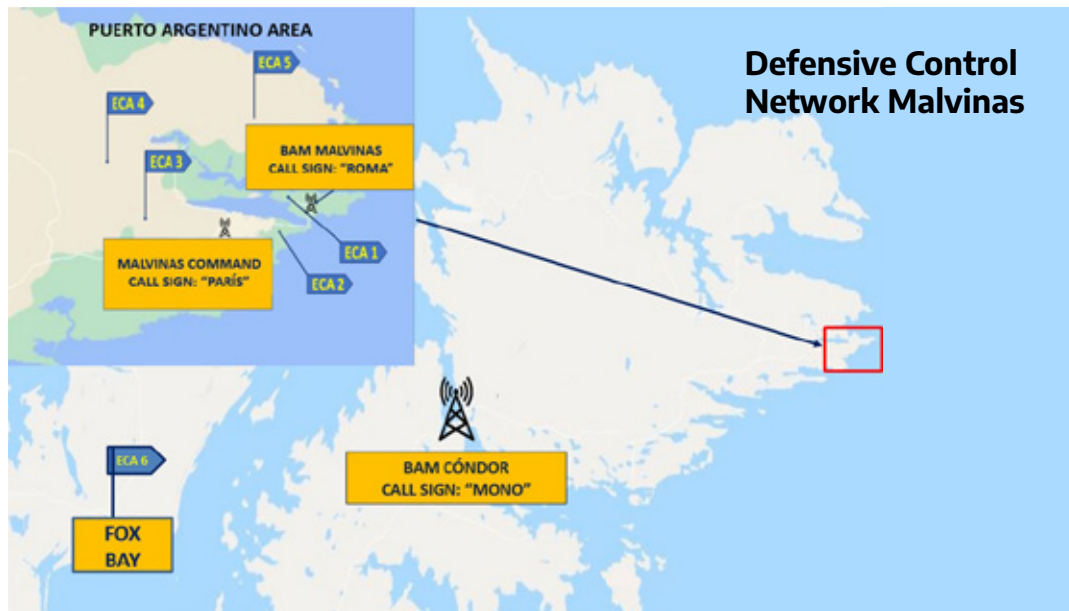 PUERTO ARGENTINO AREA
Defensive Control
Network Malvinas
ECA 5
ECA 4
ECA 3
BAM MALVINAS
CALL SIGN: “ROMA”
ECA 1
MALVINAS COMMAND
CALL SIGN: “PARÍS”
ECA 2
BAM CÓNDOR
CALL SIGN: “MONO”
ECA 6
FOX
BAY